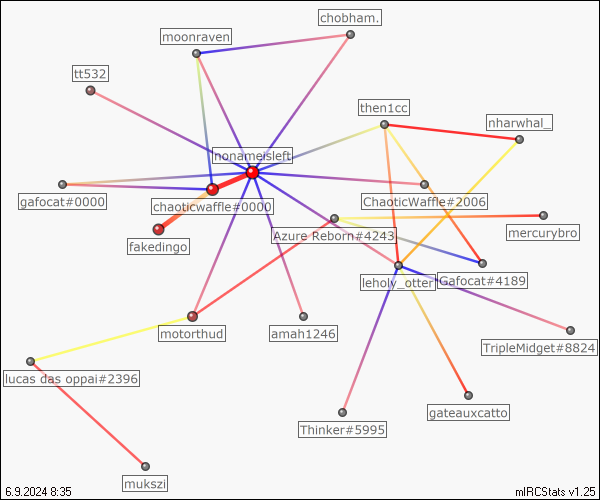 chobham.
moonraven
tt532
then1cc
nharwhal_
nonameisleft
gafocat#0000
chaoticwaffle#0000
ChaoticWaffle#2006
mercurybro
Azure Reborn#4243
fakedingo
leholy_otter
Gafocat#4189
motorthud
amah1246
TripleMidget#8824
lucas das oppai#2396
gateauxcatto
Thinker#5995
mukszi
6.9.2024 8:35
mIRCStats v1.25